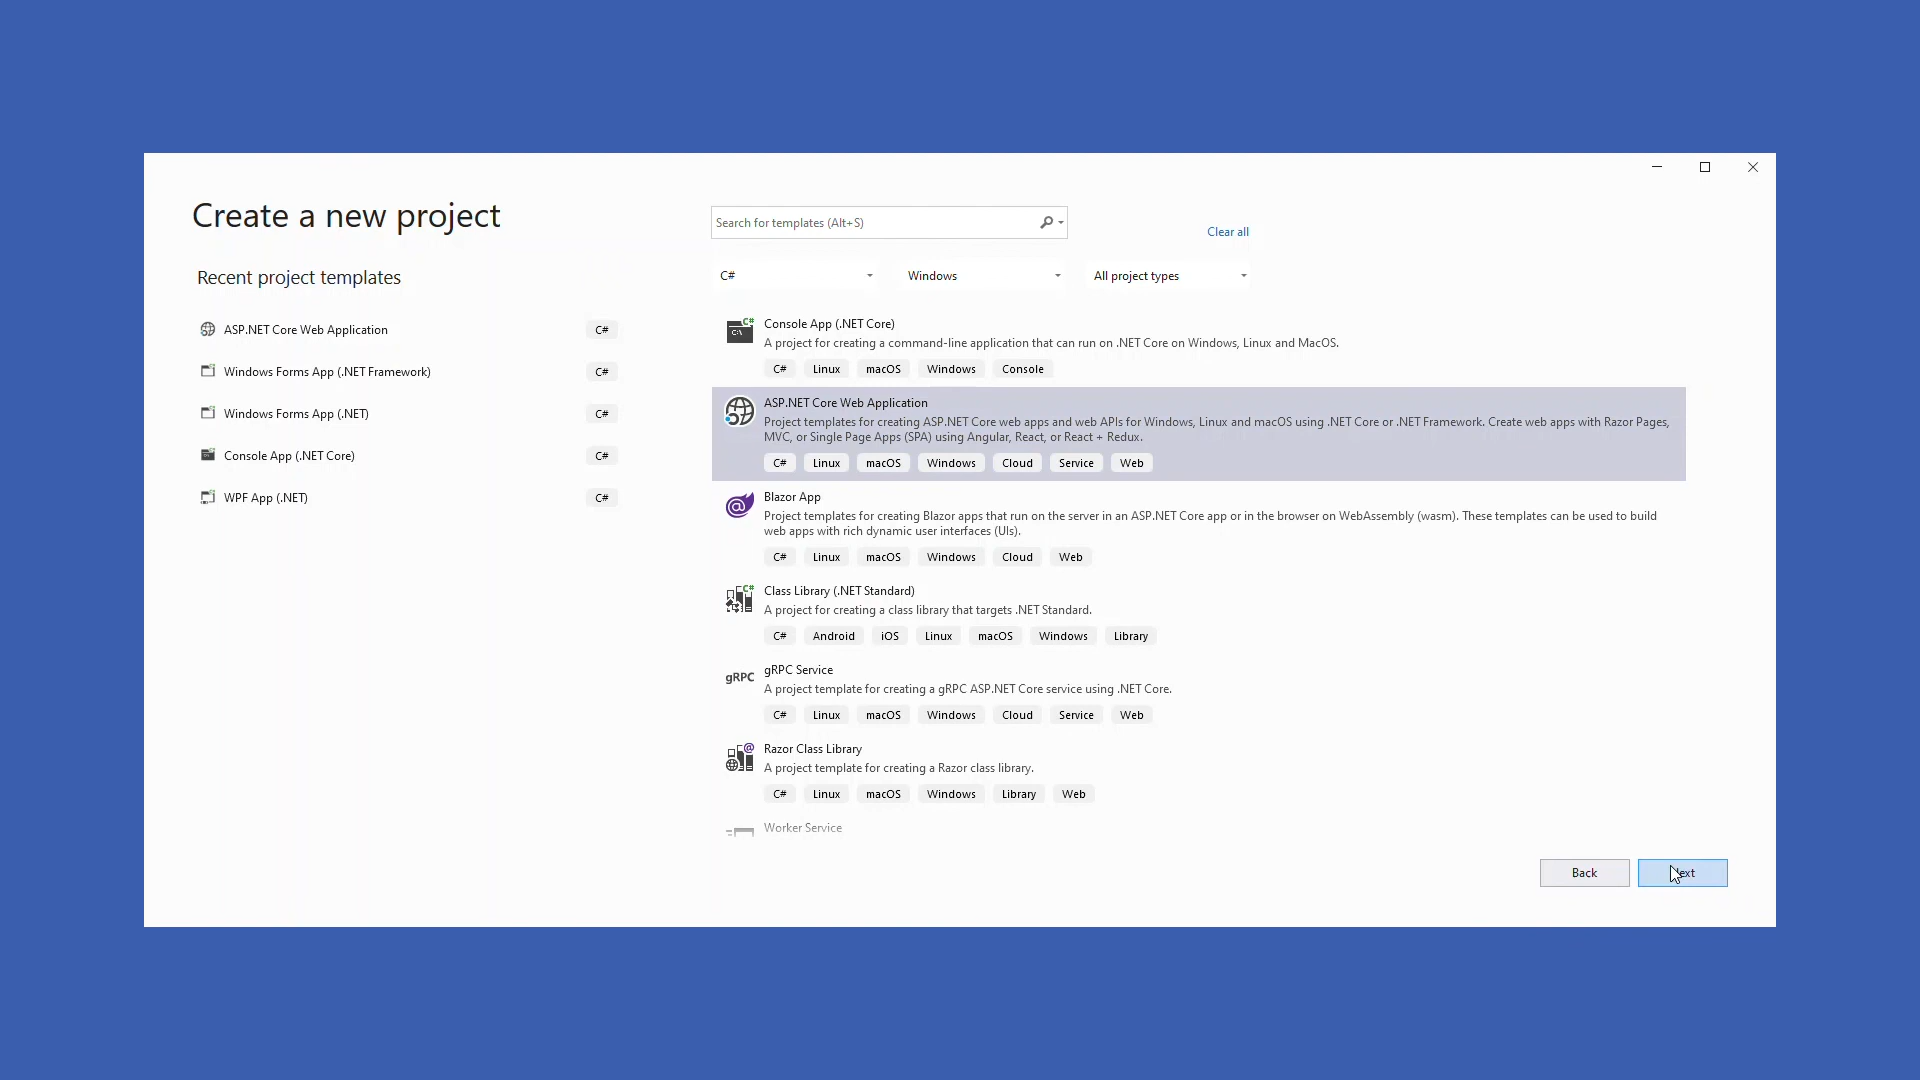 Create a new project
Search for templates (Alt+S)
Clear all
Recent project templates
C#
Windows
All project types
ASP.NET Core Web Application
C#
Windows Forms App (.NET Framework)
C#
Windows Forms App (.NET)
C#
Console App (.NET Core)
C#
WPF App (.NET)
C#
C#
C:\
Console App (.NET Core)
A project for creating a command-line application that can run on .NET Core on Windows, Linux and MacOS.
C# Linux macOS Windows Console
ASP.NET Core Web Application
Project templates for creating ASP.NET Core web apps and web APIs for Windows, Linux and macOS using .NET Core or .NET Framework. Create web apps with Razor Pages,
MVC, or Single Page Apps (SPA) using Angular, React, or React + Redux.
C# Linux macOS Windows Cloud Service Web
Blazor App
Project templates for creating Blazor apps that run on the server in an ASP.NET Core app or in the browser on WebAssembly (wasm). These templates can be used to build
web apps with rich dynamic user interfaces (UIs).
C# Linux macOS Windows Cloud Web
C#
Class Library (.NET Standard)
A project for creating a class library that targets .NET Standard.
C# Android iOS Linux macOS Windows Library
gRPC
gRPC Service
A project template for creating a gRPC ASP.NET Core service using .NET Core.
C# Linux macOS Windows Cloud Service Web
Razor Class Library
A project template for creating a Razor class library.
C# Linux macOS Windows Library Web
Worker Service
Back